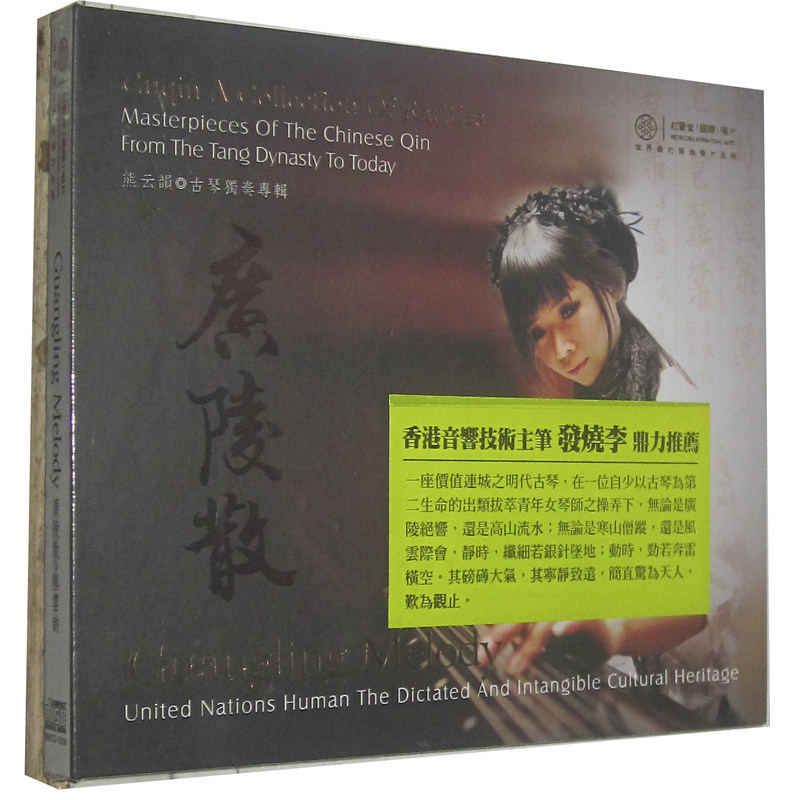 Guqin A Collection Of Rarities
Masterpieces Of The Chinese Qin
From The Tang Dynasty To Today
熊云韻◎古琴獨奏專輯
廣陵散
香港音響技術主筆 發燒李 鼎力推薦
一座價值連城之明代古琴，在一位自少以古琴為第
二生命的出類拔萃青年女琴師之操弄下，無論是廣
陵絕響，還是高山流水；無論是寒山僧蹤，還是風
雲際會，靜時，纖細若銀針墜地；動時，勁若奔雷
橫空。其磅礴大氣，其寧靜致遠，簡直驚為天人。
歎為觀止。
Guangling Melody
United Nations Human The Dictated And Intangible Cultural Heritage
Guangling Melody